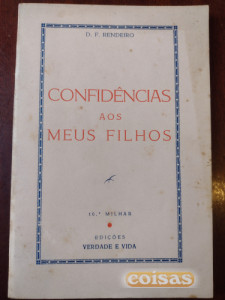 D. F. RENDEIRO
CONFIDÊNCIAS
AOS
MEUS FILHOS
10.º MILHAR
EDIÇÕES
VERDADE E VIDA
coisas